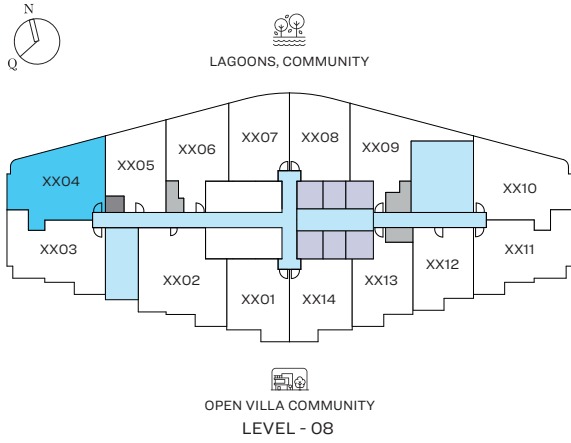 N
Q
LAGOONS, COMMUNITY
XX07 XX08
XX06 XX09
XX05
XX04 XX10
XX03 XX11
XX02 XX12
XX01 XX14 XX13
OPEN VILLA COMMUNITY
LEVEL - 08